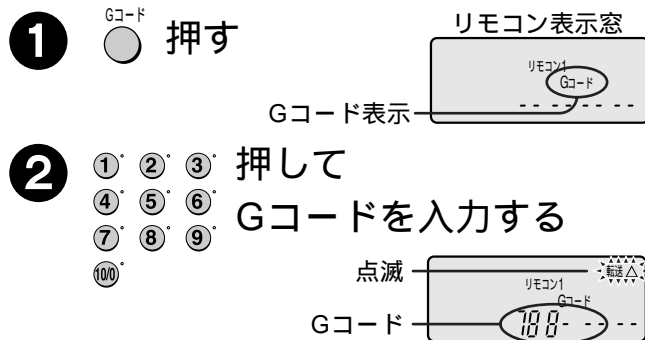 1 Gコード 押す
リモコン表示窓
リモコン1
Gコード
Gコード表示
- - - - - - - -
2 1 2 3 押して
4 5 6 Gコードを入力する
7 8 9
10/0
点滅
転送△
リモコン1
Gコード
Gコード
788- - - - -